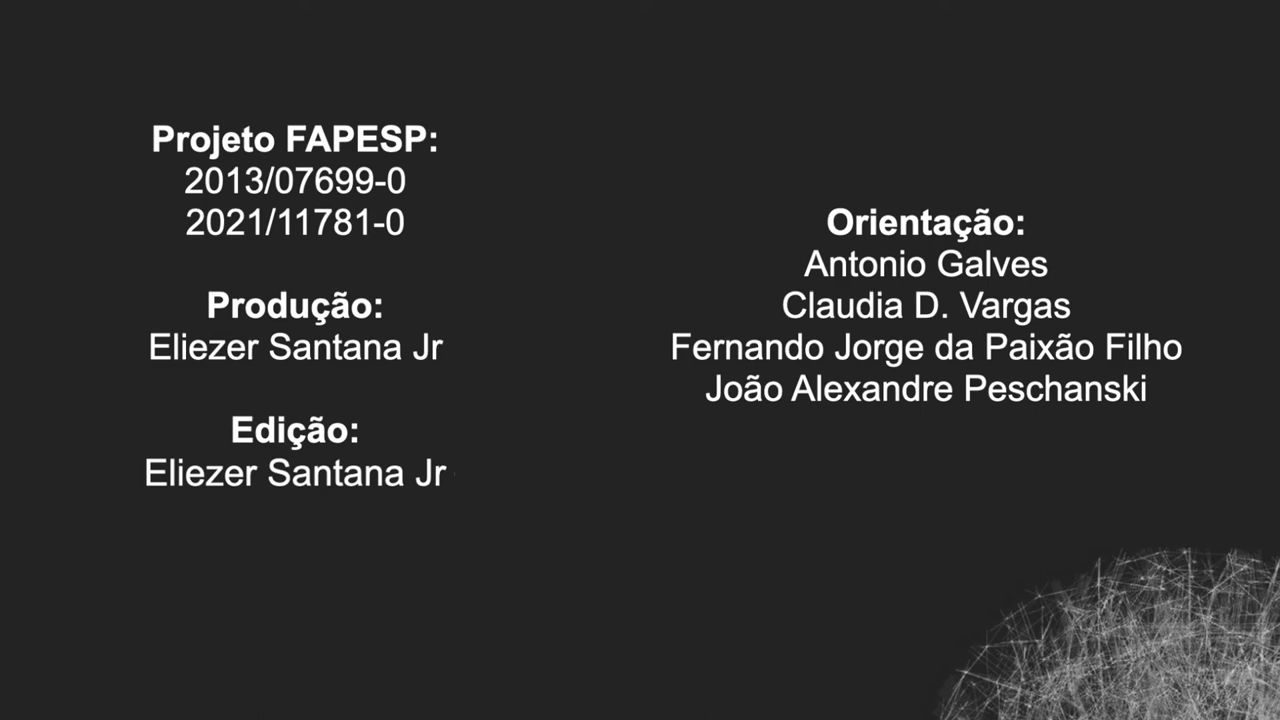 Projeto FAPESP:
2013/07699-0
2021/11781-0
Produção:
Eliezer Santana Jr
Edição:
Eliezer Santana Jr
Orientação:
Antonio Galves
Claudia D. Vargas
Fernando Jorge da Paixão Filho
João Alexandre Peschanski